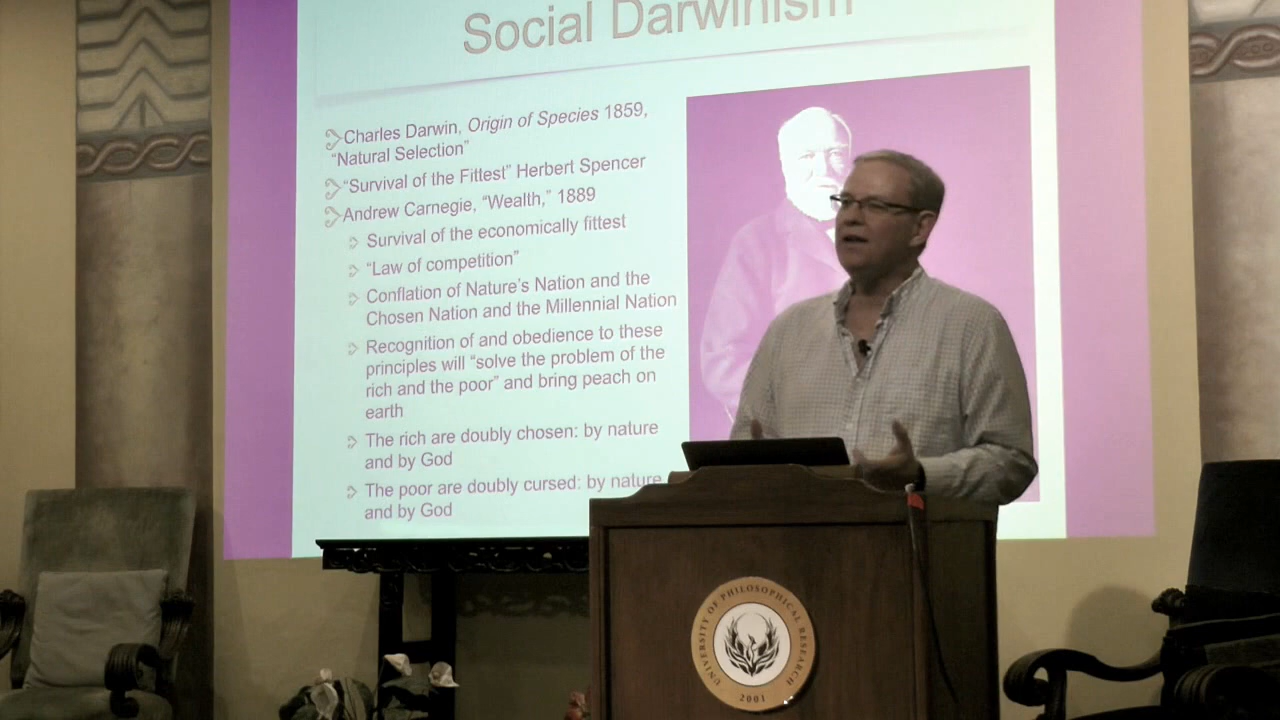 Social Darwinism
Charles Darwin, Origin of Species 1859,
"Natural Selection"
"Survival of the Fittest" Herbert Spencer
Andrew Carnegie, "Wealth," 1889
Survival of the economically fittest
"Law of competition"
Conflation of Nature's Nation and the
Chosen Nation and the Millennial Nation
Recognition of and obedience to these
principles will "solve the problem of the
rich and the poor" and bring peach on
earth
The rich are doubly chosen: by nature
and by God
The poor are doubly cursed: by nature
and by God
UNIVERSITY OF PHILOSOPHICAL RESEARCH
2001